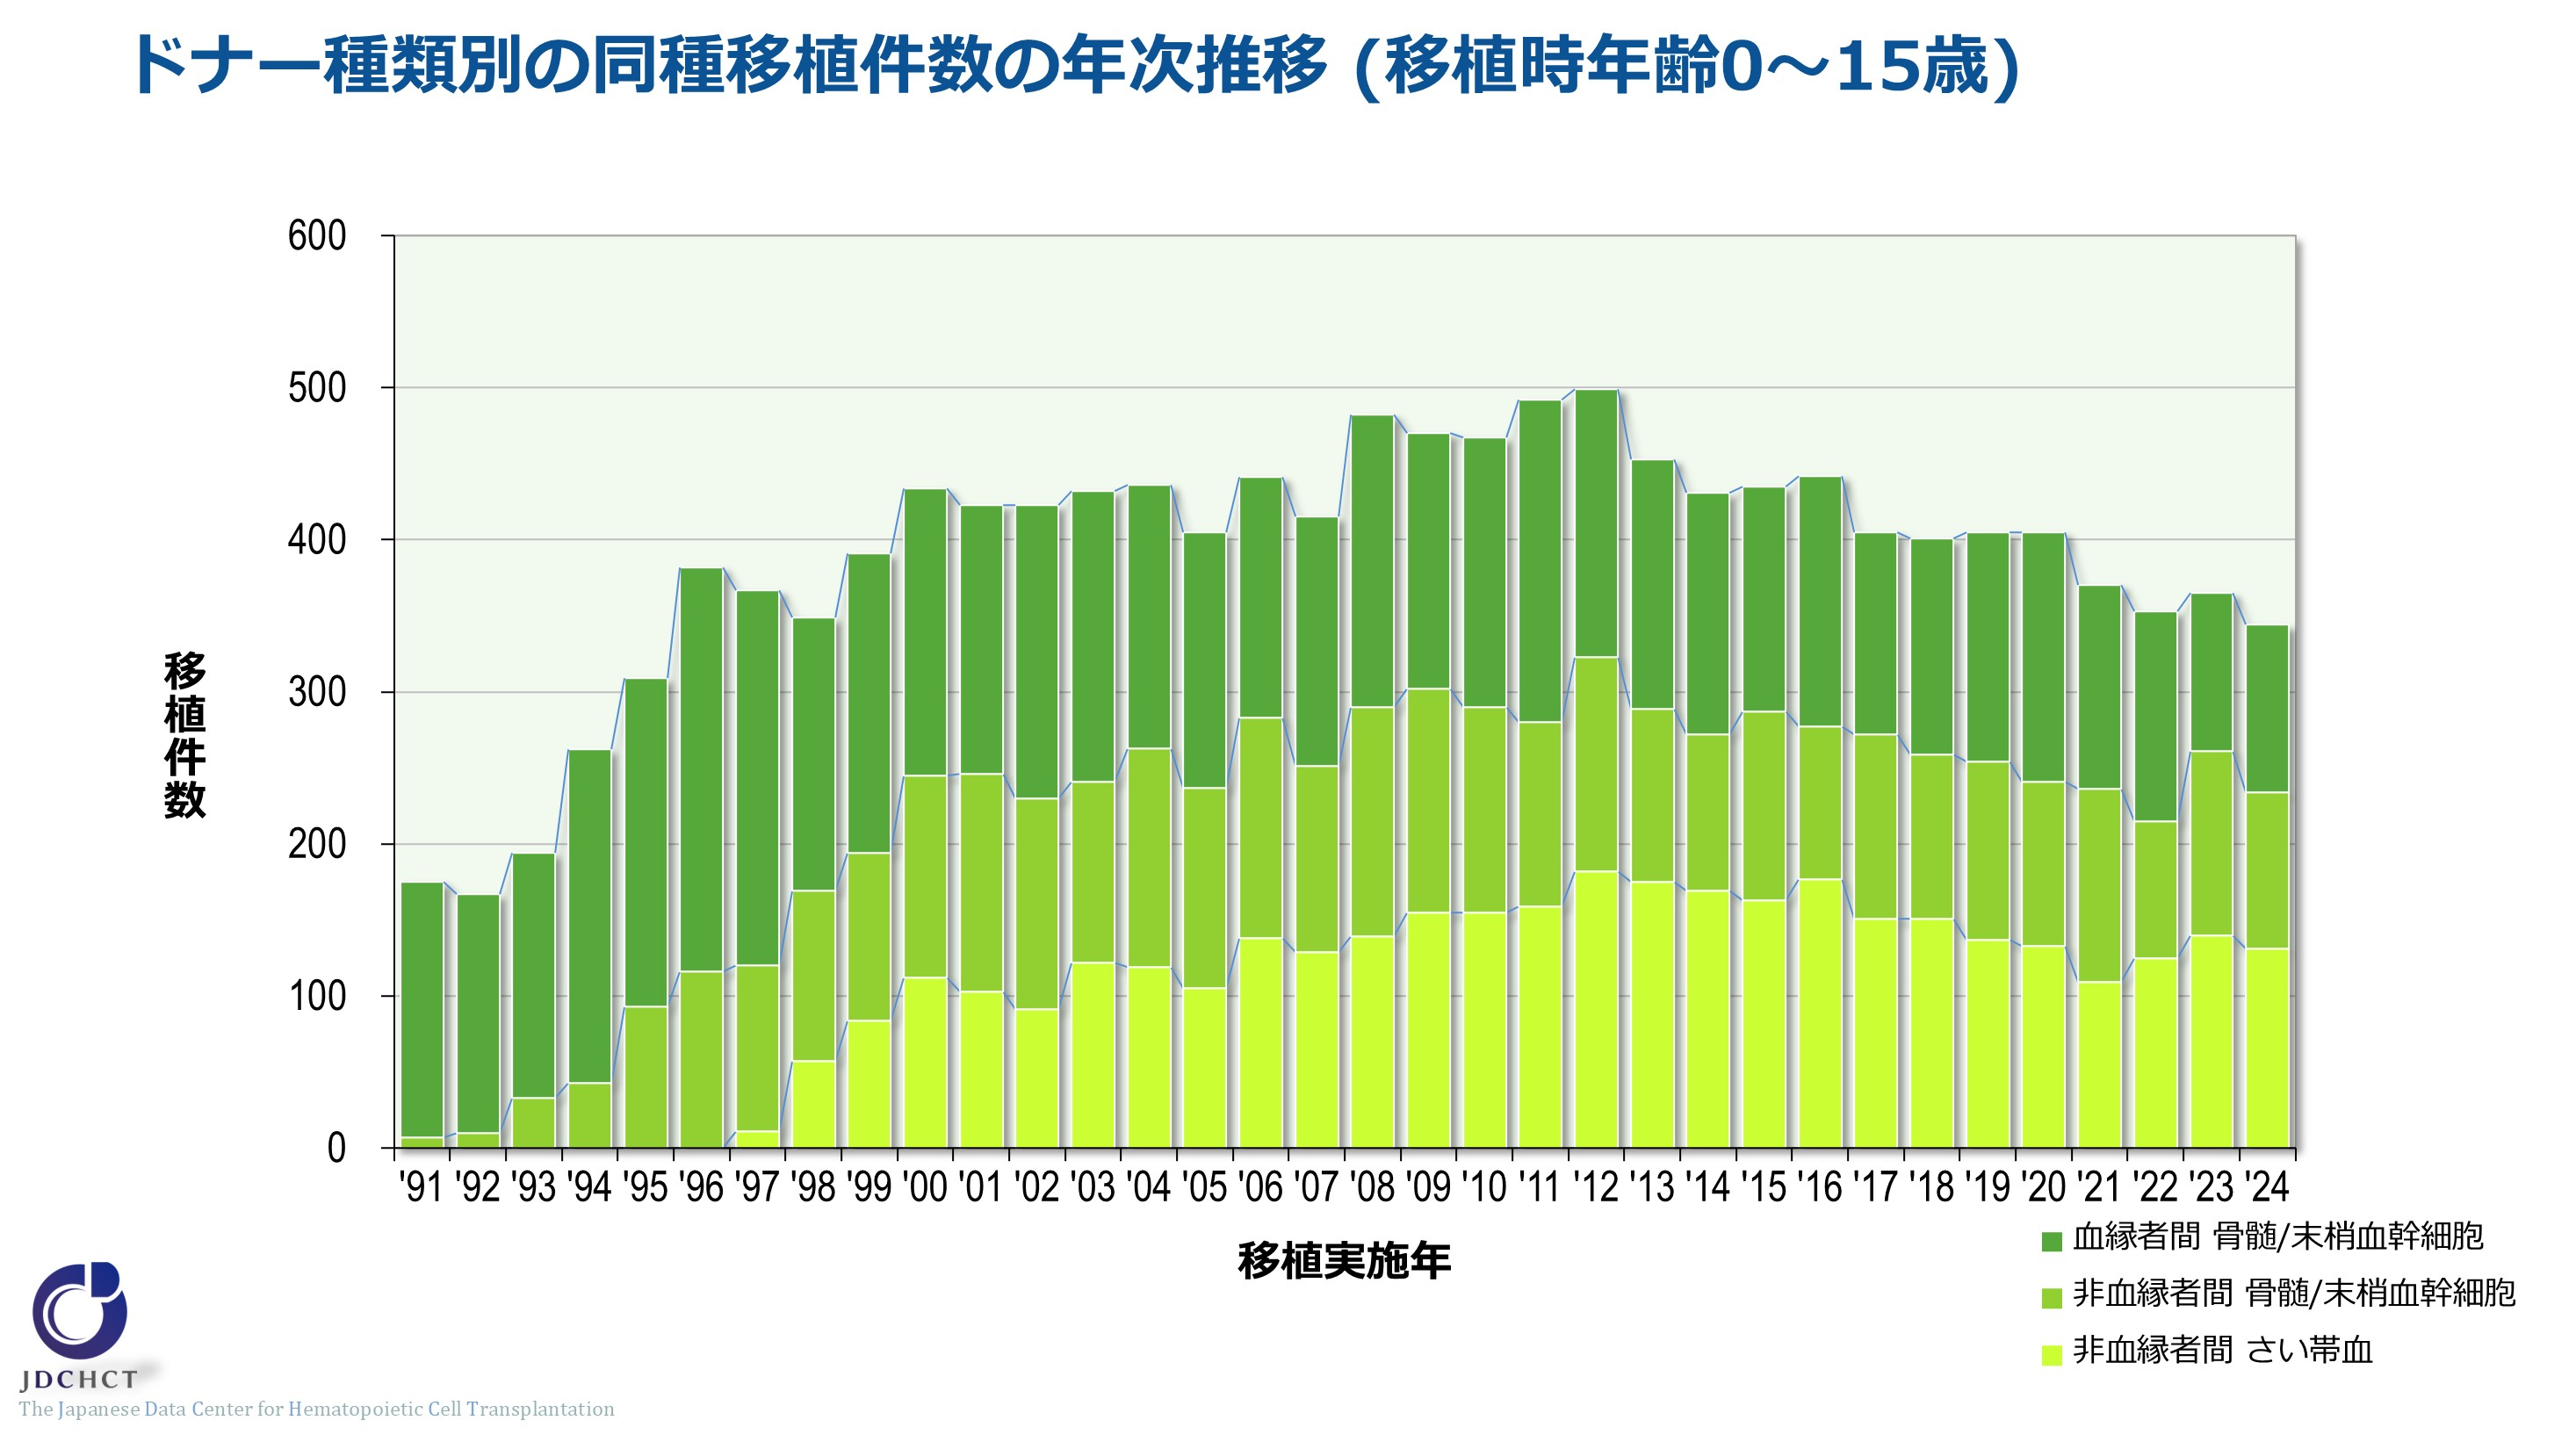 ドナー種類別の同種移植件数の年次推移 (移植時年齢0～15歳)
600
500
400
300
200
100
0
移植件数
'91 '92 '93 '94 '95 '96 '97 '98 '99 '00 '01 '02 '03 '04 '05 '06 '07 '08 '09 '10 '11 '12 '13 '14 '15 '16 '17 '18 '19 '20 '21 '22 '23 '24
移植実施年
血縁者間 骨髄/末梢血幹細胞
非血縁者間 骨髄/末梢血幹細胞
非血縁者間 さい帯血
JDCHCT
The Japanese Data Center for Hematopoietic Cell Transplantation